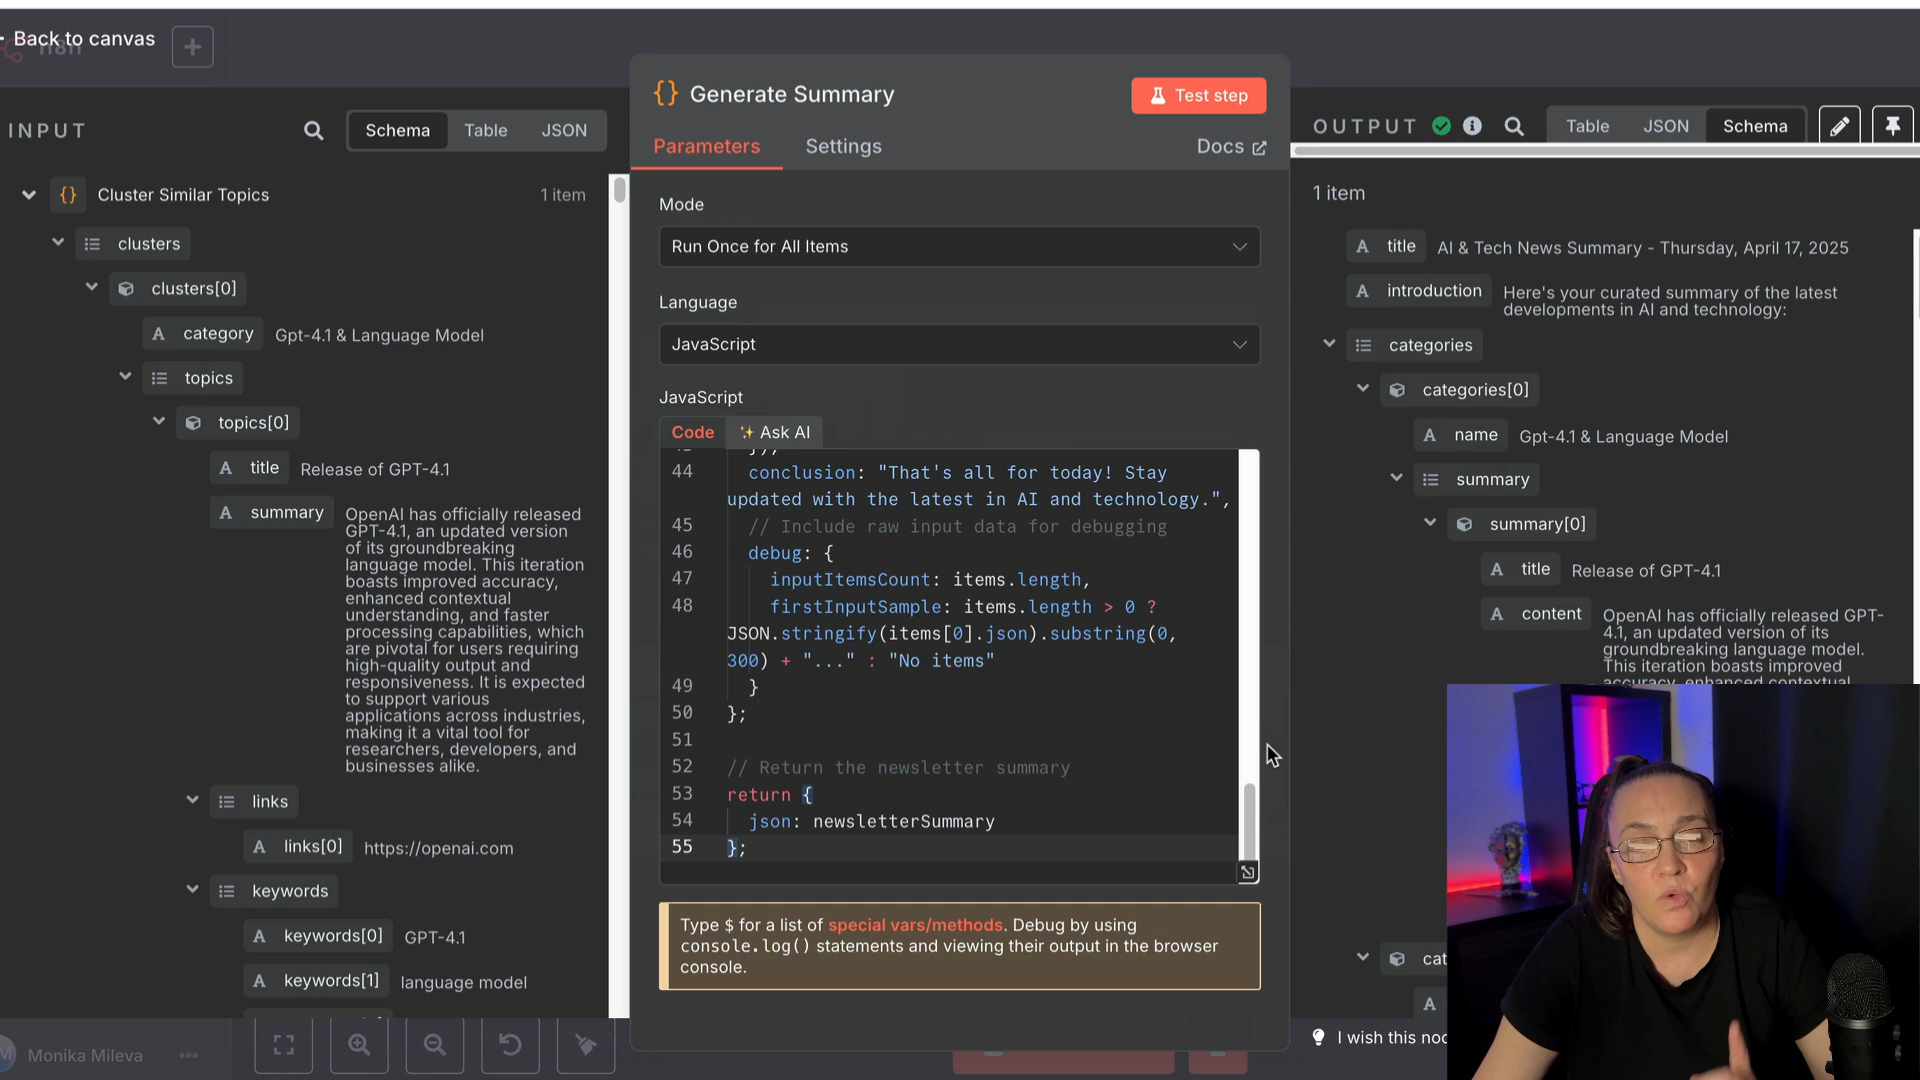 Back to canvas
n8n
INPUT
Schema
Table
JSON
Cluster Similar Topics
1 item
clusters
clusters[0]
A category Gpt-4.1 & Language Model
topics
topics[0]
A title Release of GPT-4.1
A summary OpenAI has officially released
GPT-4.1, an updated version
of its groundbreaking
language model. This iteration
boasts improved accuracy,
enhanced contextual
understanding, and faster
processing capabilities, which
are pivotal for users requiring
high-quality output and
responsiveness. It is expected
to support various
applications across industries,
making it a vital tool for
researchers, developers, and
businesses alike.
links
A links[0] https://openai.com
keywords
A keywords[0] GPT-4.1
A keywords[1] language model
Monika Mileva
{} Generate Summary
Test step
Parameters
Settings
Docs
Mode
Run Once for All Items
Language
JavaScript
JavaScript
Code
Ask AI
44 conclusion: "That's all for today! Stay
updated with the latest in AI and technology.",
45 // Include raw input data for debugging
46 debug: {
47 inputItemsCount: items.length,
48 firstInputSample: items.length > 0 ?
JSON.stringify(items[0].json).substring(0,
300) + "..." : "No items"
49 }
50 };
51
52 // Return the newsletter summary
53 return {
54 json: newsletterSummary
55 };
Type $ for a list of special vars/methods. Debug by using
console.log() statements and viewing their output in the browser
console.
OUTPUT
Table
JSON
Schema
1 item
A title AI & Tech News Summary - Thursday, April 17, 2025
A introduction Here's your curated summary of the latest
developments in AI and technology:
categories
categories[0]
A name Gpt-4.1 & Language Model
summary
summary[0]
A title Release of GPT-4.1
A content OpenAI has officially released GPT-
4.1, an updated version of its
groundbreaking language model.
This iteration boasts improved
accuracy, enhanced contextual
cat
A
I wish this no